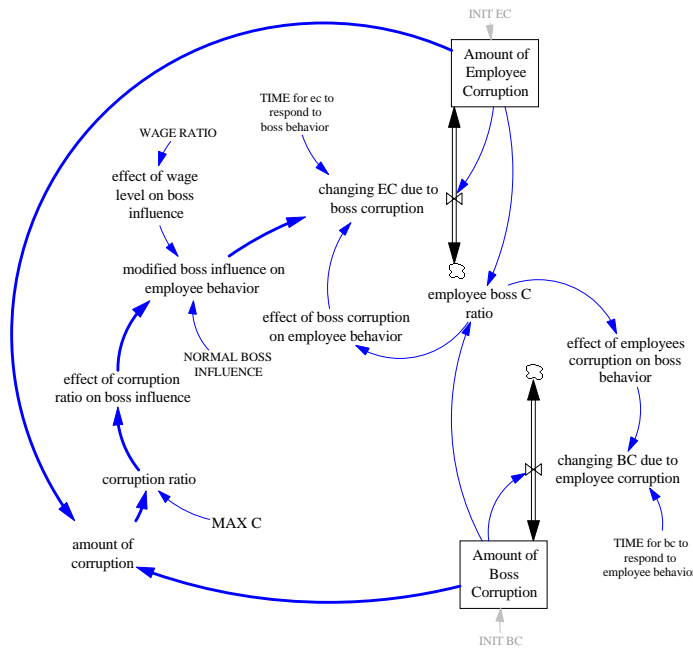 INIT EC
Amount of
Employee
Corruption
TIME for ec to
respond to
boss behavior
WAGE RATIO
effect of wage
level on boss
influence
changing EC due to
boss corruption
modified boss influence on
employee behavior
employee boss C
ratio
effect of boss corruption
on employee behavior
NORMAL BOSS
INFLUENCE
effect of employees
corruption on boss
behavior
effect of corruption
ratio on boss influence
changing BC due to
employee corruption
corruption ratio
MAX C
amount of
corruption
Amount of
Boss
Corruption
TIME for bc to
respond to
employee behavior
INIT BC